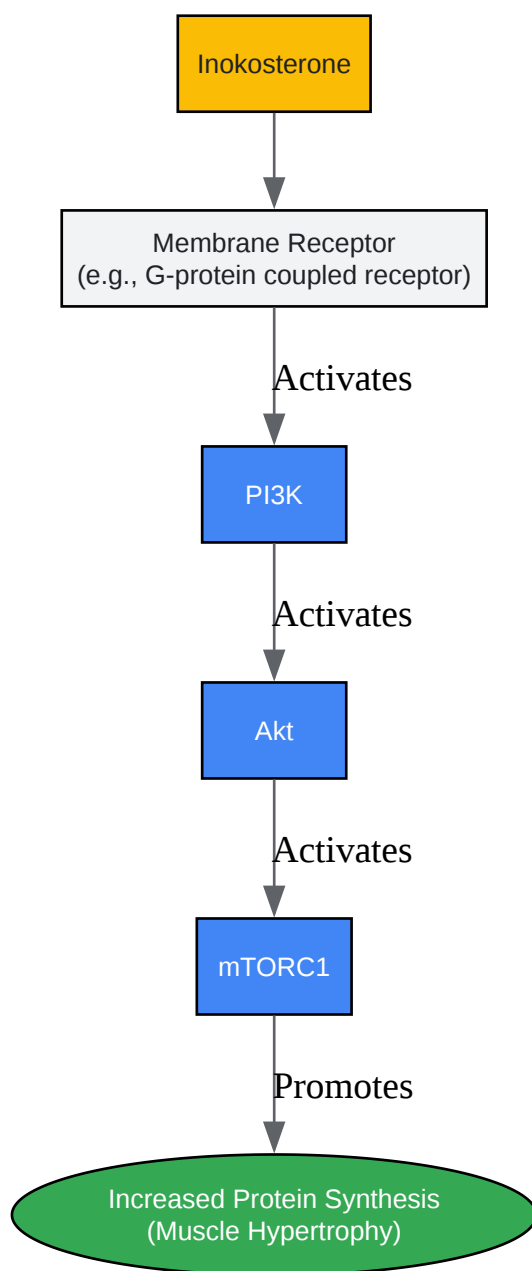 Inokosterone
Membrane Receptor
(e.g., G-protein coupled receptor)
Activates
PI3K
Activates
Akt
Activates
mTORC1
Promotes
Increased Protein Synthesis
(Muscle Hypertrophy)